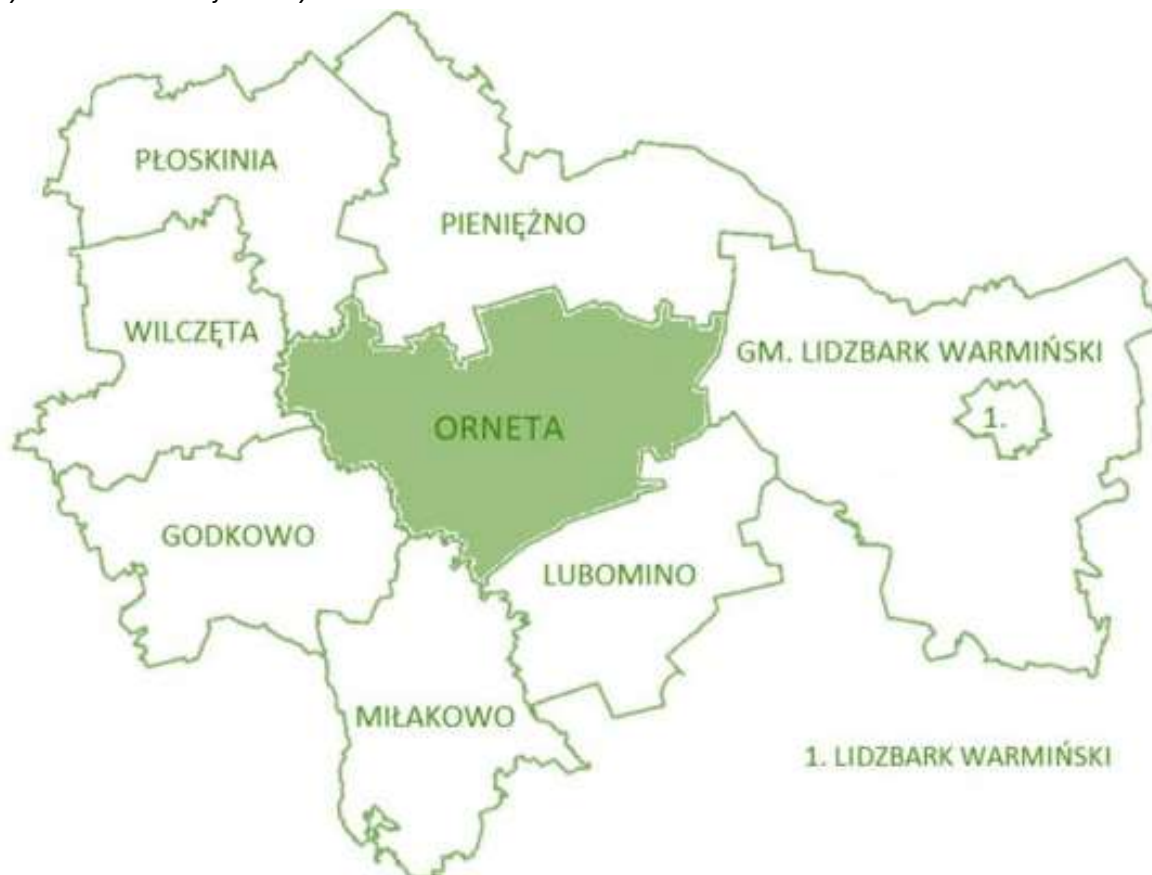 PŁOSKINIA
PIENIĘŻNO
WILCZĘTA
GM. LIDZBARK WARMIŃSKI
1.
ORNETA
GODKOWO
LUBOMINO
MIŁAKOWO
1. LIDZBARK WARMIŃSKI